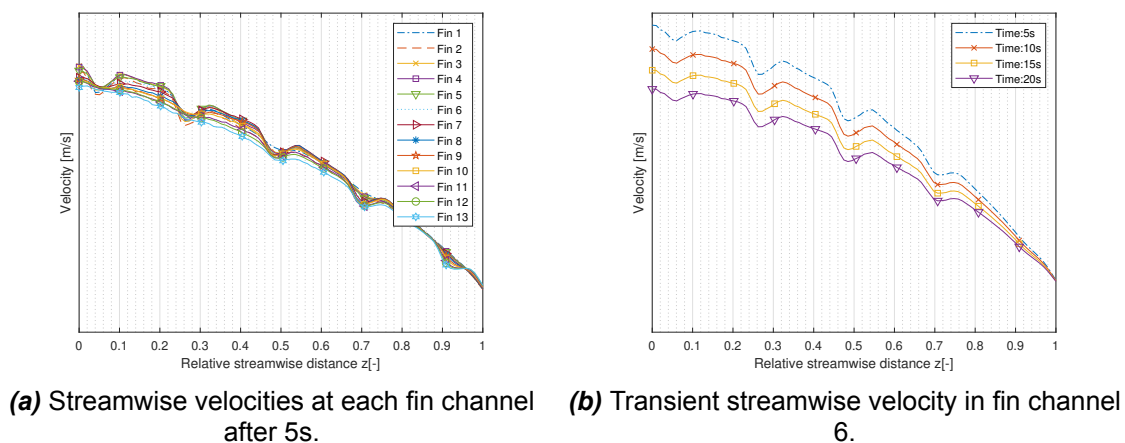 Velocity [m/s]
Fin 1
Fin 2
Fin 3
Fin 4
Fin 5
Fin 6
Fin 7
Fin 8
Fin 9
Fin 10
Fin 11
Fin 12
Fin 13
0 0.1 0.2 0.3 0.4 0.5 0.6 0.7 0.8 0.9 1
Relative streamwise distance z[-]
(a) Streamwise velocities at each fin channel
after 5s.
Velocity [m/s]
Time:5s
Time:10s
Time:15s
Time:20s
0 0.1 0.2 0.3 0.4 0.5 0.6 0.7 0.8 0.9 1
Relative streamwise distance z[-]
(b) Transient streamwise velocity in fin channel
6.